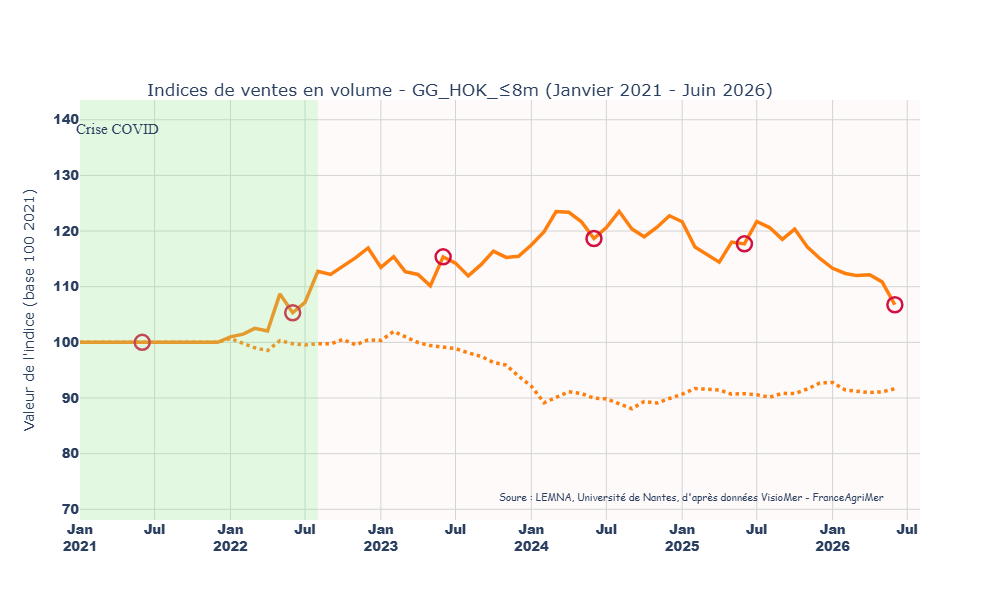 Indices de ventes en volume - GG_HOK_≤8m (Janvier 2021 - Juin 2026)
140
Crise COVID
130
120
110
100
90
80
70
Valeur de l'indice (base 100 2021)
Soure : LEMNA, Université de Nantes, d'après données VisioMer - FranceAgriMer
Jan Jul Jan Jul Jan Jul Jan Jul Jan Jul Jan Jul
2021 2022 2023 2024 2025 2026